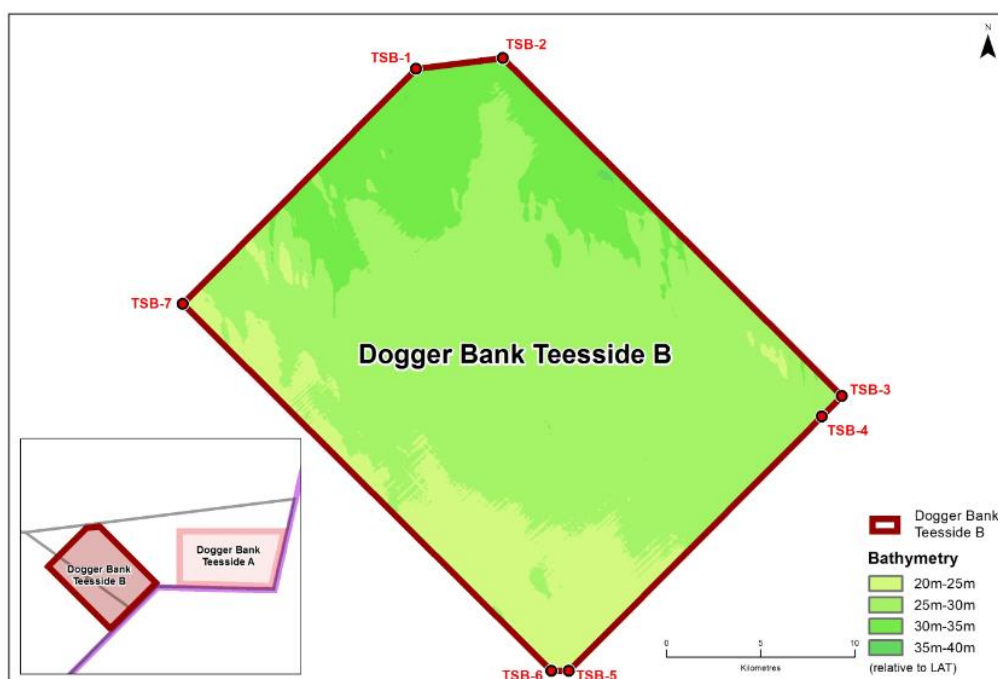 N
TSB-1
TSB-2
TSB-7
Dogger Bank Teesside B
TSB-3
TSB-4
Dogger Bank
Teesside A
Dogger Bank
Teesside B
TSB-6
TSB-5
0 5 10
Kilometres
Dogger Bank
Teesside B
Bathymetry
20m-25m
25m-30m
30m-35m
35m-40m
(relative to LAT)